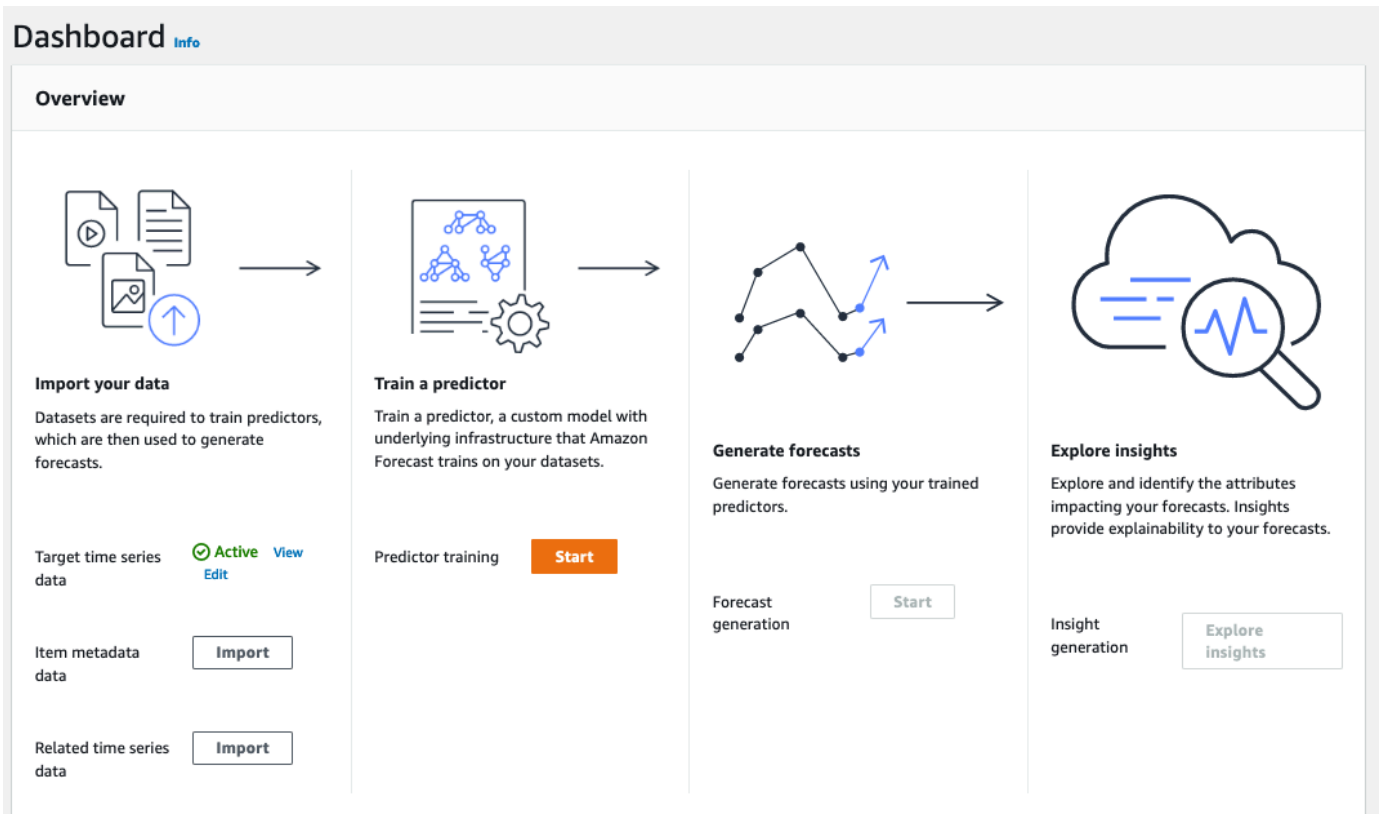 Dashboard Info
Overview
Import your data
Datasets are required to train predictors,
which are then used to generate
forecasts.
Target time series
data
Active View
Edit
Item metadata
data
Import
Related time series
data
Import
Train a predictor
Train a predictor, a custom model with
underlying infrastructure that Amazon
Forecast trains on your datasets.
Predictor training
Start
Generate forecasts
Generate forecasts using your trained
predictors.
Forecast
generation
Start
Explore insights
Explore and identify the attributes
impacting your forecasts. Insights
provide explainability to your forecasts.
Insight
generation
Explore
insights